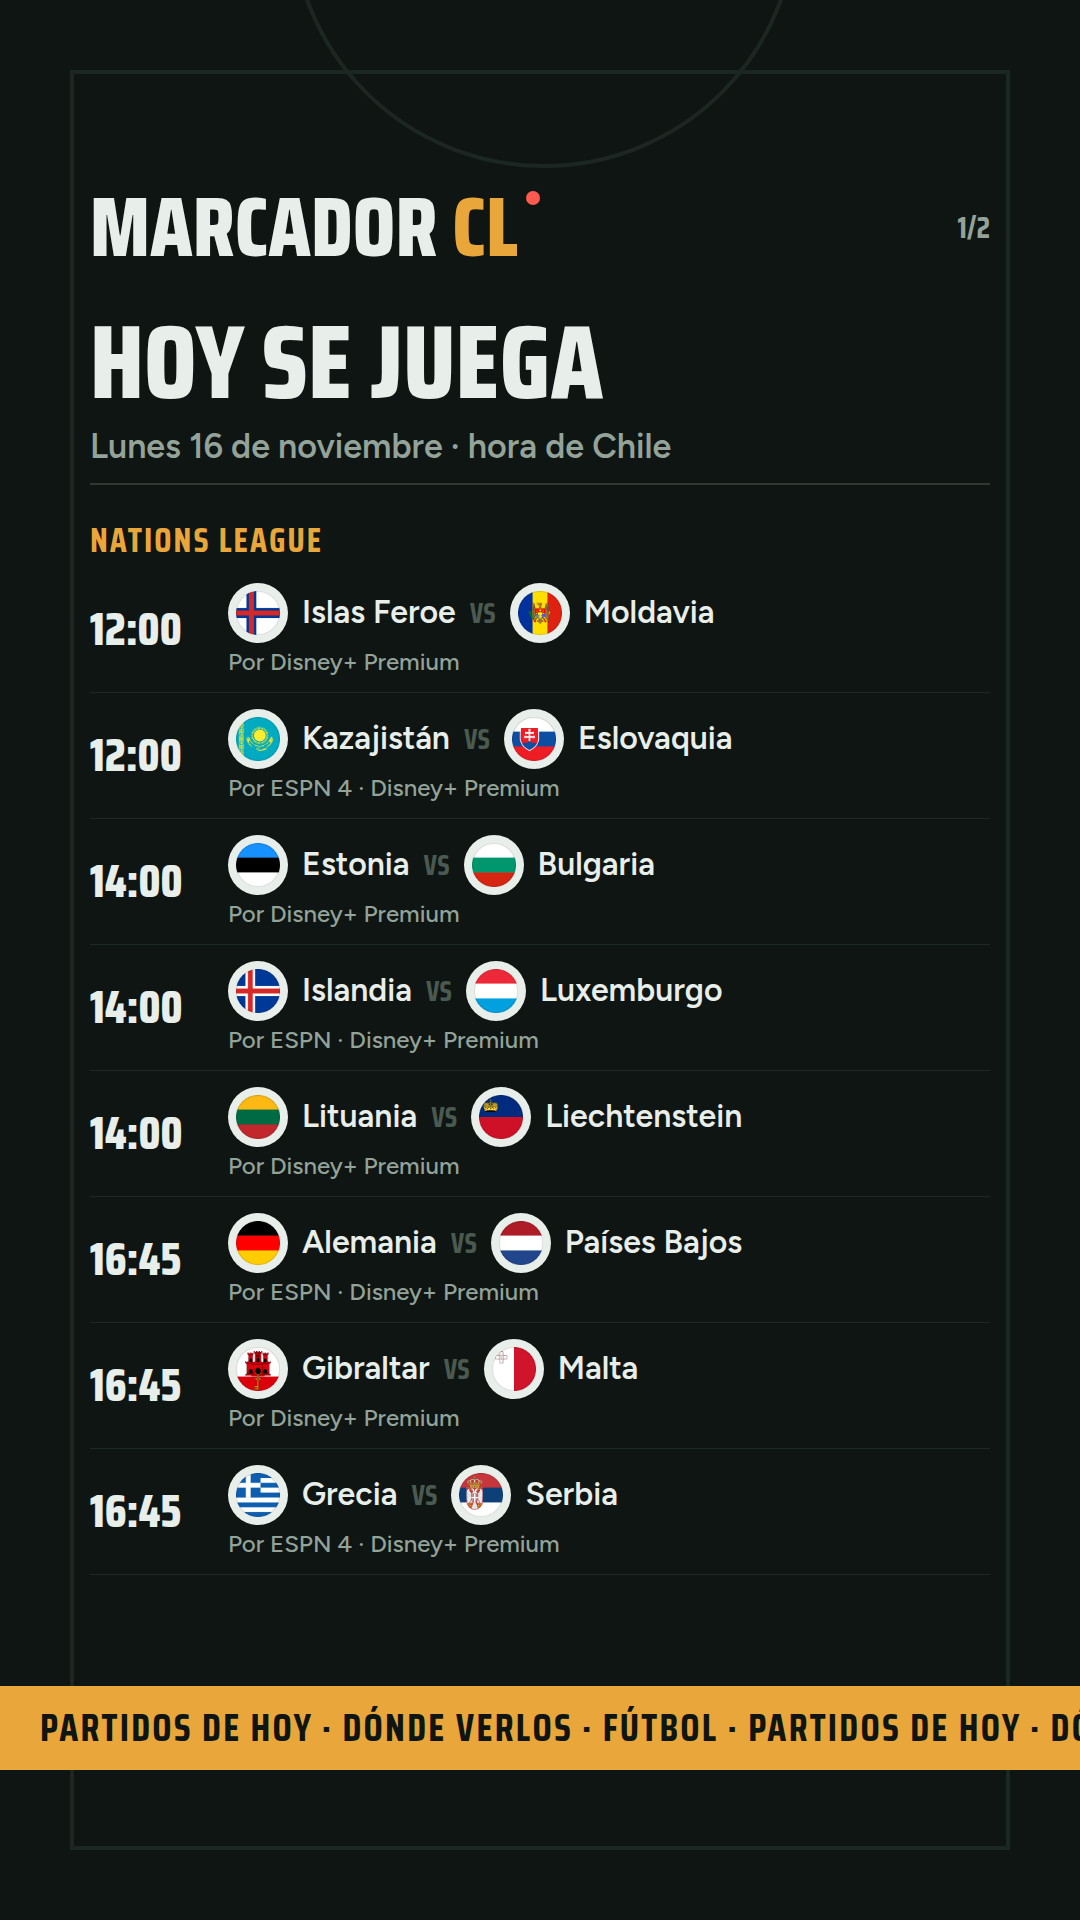 MARCADOR CL
1/2
HOY SE JUEGA
Lunes 16 de noviembre · hora de Chile
NATIONS LEAGUE
12:00 Islas Feroe VS Moldavia
Por Disney+ Premium
12:00 Kazajistán VS Eslovaquia
Por ESPN 4 · Disney+ Premium
14:00 Estonia VS Bulgaria
Por Disney+ Premium
14:00 Islandia VS Luxemburgo
Por ESPN · Disney+ Premium
14:00 Lituania VS Liechtenstein
Por Disney+ Premium
16:45 Alemania VS Países Bajos
Por ESPN · Disney+ Premium
16:45 Gibraltar VS Malta
Por Disney+ Premium
16:45 Grecia VS Serbia
Por ESPN 4 · Disney+ Premium
PARTIDOS DE HOY · DÓNDE VERLOS · FÚTBOL · PARTIDOS DE HOY · DÓ